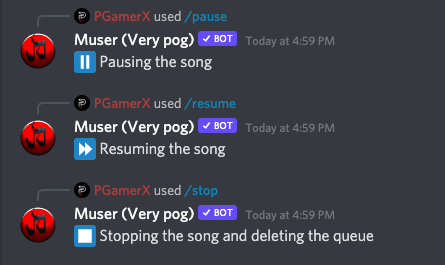 PGamerX used /pause
Muser (Very pog) ✓ BOT Today at 4:59 PM
⏸ Pausing the song
PGamerX used /resume
Muser (Very pog) ✓ BOT Today at 4:59 PM
⏩ Resuming the song
PGamerX used /stop
Muser (Very pog) ✓ BOT Today at 4:59 PM
⏹ Stopping the song and deleting the queue